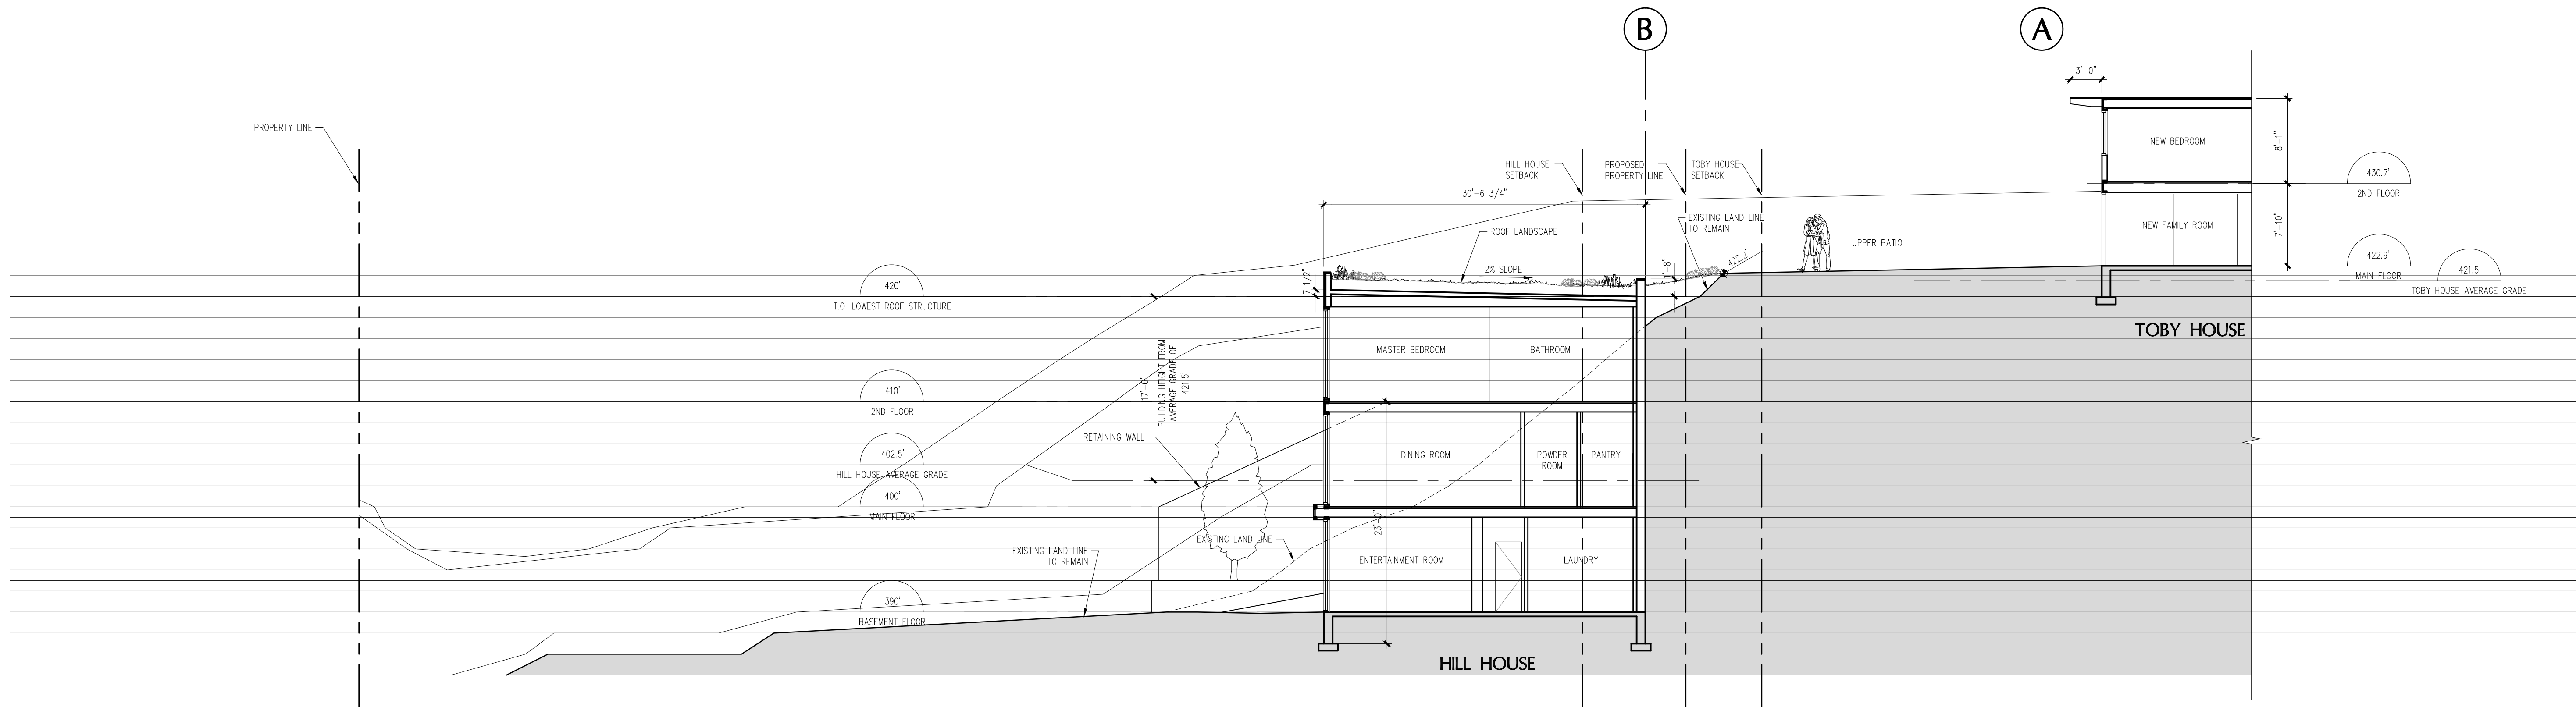 B
A
3'-0"
PROPERTY LINE
NEW BEDROOM
8'-1"
HILL HOUSE
SETBACK
PROPOSED
PROPERTY LINE
TOBY HOUSE
SETBACK
430.7'
2ND FLOOR
30'-6 3/4"
EXISTING LAND LINE
TO REMAIN
NEW FAMILY ROOM
7'-10"
ROOF LANDSCAPE
UPPER PATIO
422.2'
422.9'
MAIN FLOOR
421.5
TOBY HOUSE AVERAGE GRADE
2% SLOPE
1'-8"
7 1/2"
420'
T.O. LOWEST ROOF STRUCTURE
TOBY HOUSE
MASTER BEDROOM
BATHROOM
17'-6"
BUILDING HEIGHT FROM
AVERAGE GRADE OF
421.5'
410'
2ND FLOOR
RETAINING WALL
402.5'
HILL HOUSE AVERAGE GRADE
DINING ROOM
POWDER
ROOM
PANTRY
400'
MAIN FLOOR
23'-0"
EXISTING LAND LINE
EXISTING LAND LINE
TO REMAIN
ENTERTAINMENT ROOM
LAUNDRY
390'
BASEMENT FLOOR
HILL HOUSE